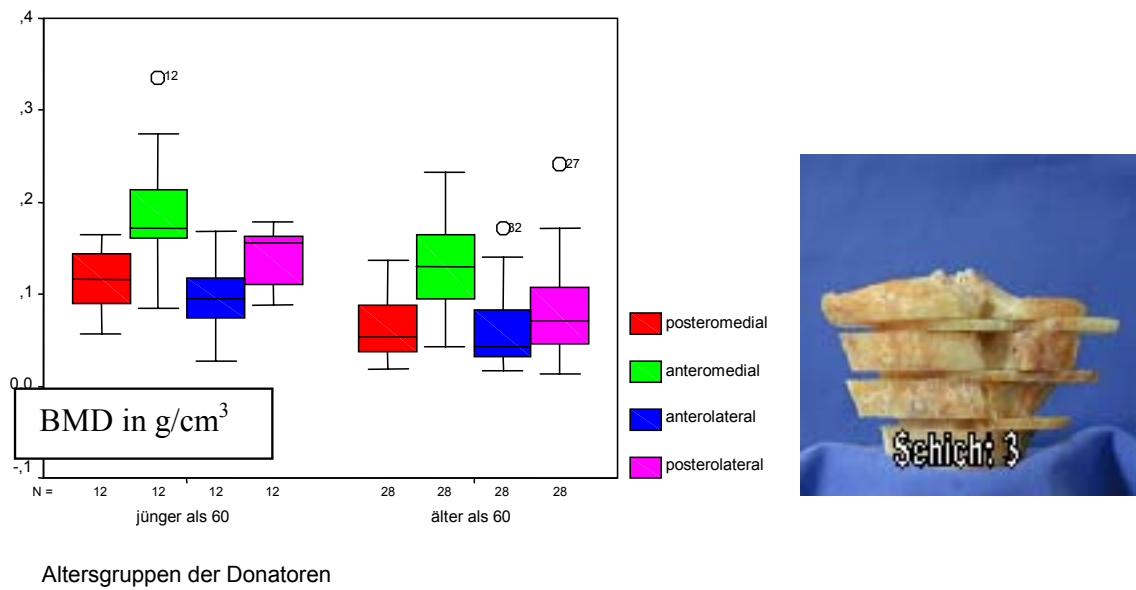 ,4
,3
,2
,1
0,0
-,1
12
32
27
BMD in g/cm³
N =
12 12 12 12 28 28 28 28
jünger als 60 älter als 60
Altersgruppen der Donatoren
posteromedial
anteromedial
anterolateral
posterolateral
Schicht 3